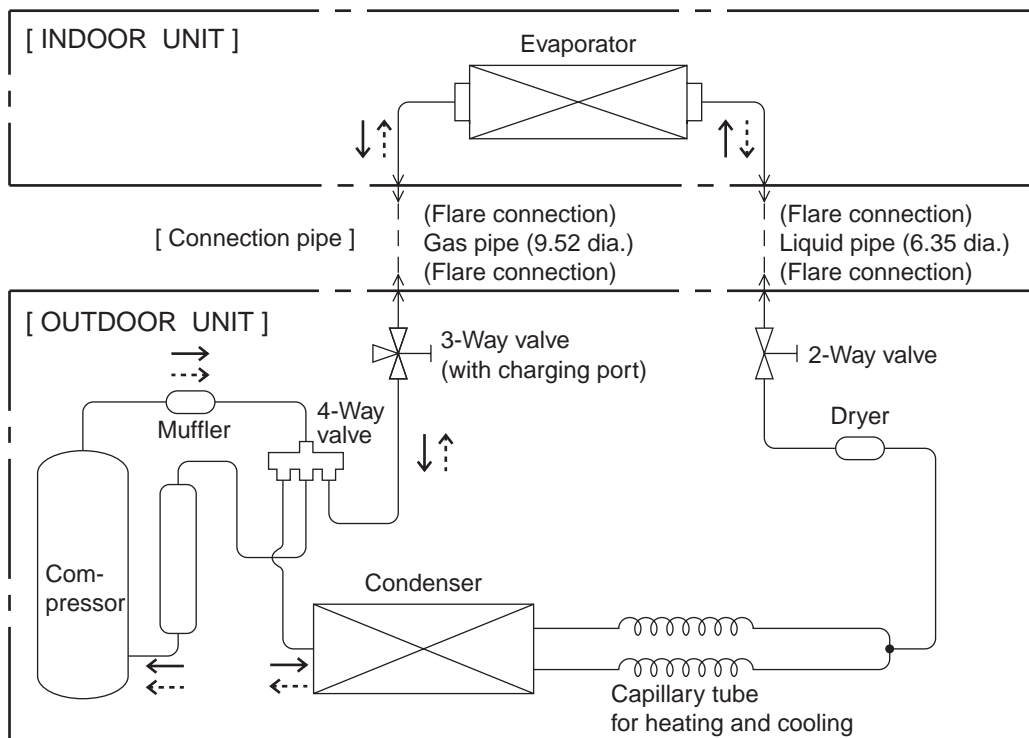 [ INDOOR UNIT ]
Evaporator
[ Connection pipe ]
(Flare connection)
Gas pipe (9.52 dia.)
(Flare connection)
(Flare connection)
Liquid pipe (6.35 dia.)
(Flare connection)
[ OUTDOOR UNIT ]
3-Way valve
(with charging port)
2-Way valve
Muffler
4-Way
valve
Dryer
Com-
pressor
Condenser
Capillary tube
for heating and cooling